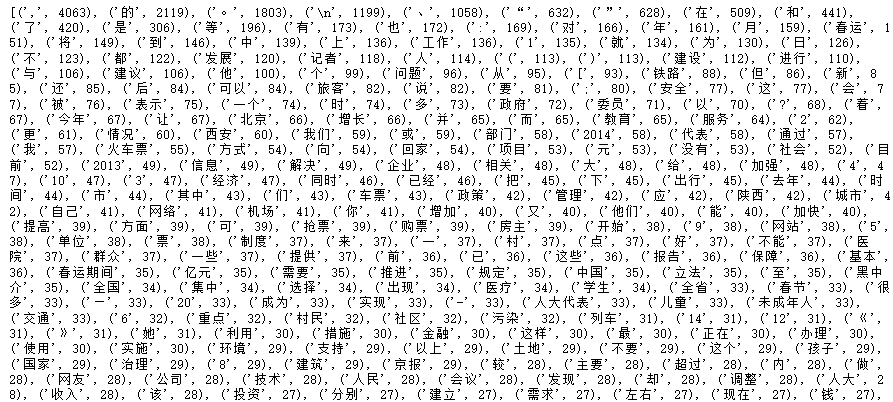 [(',', 4063), ('的', 2119), ('。', 1803), ('\n', 1199), ('、', 1058), ('“', 632), ('”', 628), ('在', 509), ('和', 441),
('了', 420), ('是', 306), ('等', 196), ('有', 173), ('也', 172), (':', 169), ('对', 166), ('年', 161), ('月', 159), ('春运', 1
51), ('将', 149), ('到', 146), ('中', 139), ('上', 136), ('工作', 136), ('1', 135), ('就', 134), ('为', 130), ('日', 126),
('不', 123), ('都', 122), ('发展', 120), ('记者', 118), ('人', 114), ('(', 113), (')', 113), ('建设', 112), ('进行', 110),
('与', 106), ('建议', 106), ('他', 100), ('个', 99), ('问题', 96), ('从', 95), ('[', 93), ('铁路', 88), ('但', 86), ('新', 8
5), ('还', 85), ('后', 84), ('可以', 84), ('旅客', 82), ('说', 82), ('要', 81), (';', 80), ('安全', 77), ('这', 77), ('会', 7
7), ('被', 76), ('表示', 75), ('一个', 74), ('时', 74), ('多', 73), ('政府', 72), ('委员', 71), ('以', 70), ('?', 68), ('着',
67), ('今年', 67), ('让', 67), ('北京', 66), ('增长', 66), ('并', 65), ('而', 65), ('教育', 65), ('服务', 64), ('2', 62),
('更', 61), ('情况', 60), ('西安', 60), ('我们', 59), ('或', 59), ('部门', 58), ('2014', 58), ('代表', 58), ('通过', 57),
('我', 57), ('火车票', 55), ('方式', 54), ('向', 54), ('回家', 54), ('项目', 53), ('元', 53), ('没有', 53), ('社会', 52), ('目
前', 52), ('2013', 49), ('信息', 49), ('解决', 49), ('企业', 48), ('相关', 48), ('大', 48), ('给', 48), ('加强', 48), ('4', 4
7), ('10', 47), ('3', 47), ('经济', 47), ('同时', 46), ('已经', 46), ('把', 45), ('下', 45), ('出行', 45), ('去年', 44), ('时
间', 44), ('市', 44), ('其中', 43), ('们', 43), ('车票', 43), ('政策', 42), ('管理', 42), ('应', 42), ('陕西', 42), ('城市', 4
2), ('自己', 41), ('网络', 41), ('机场', 41), ('你', 41), ('增加', 40), ('又', 40), ('他们', 40), ('能', 40), ('加快', 40),
('提高', 39), ('方面', 39), ('可', 39), ('抢票', 39), ('购票', 39), ('房主', 39), ('开始', 38), ('9', 38), ('网站', 38), ('5',
38), ('单位', 38), ('票', 38), ('制度', 37), ('来', 37), ('一', 37), ('村', 37), ('点', 37), ('好', 37), ('不能', 37), ('医
院', 37), ('群众', 37), ('一些', 37), ('提供', 37), ('前', 36), ('己', 36), ('这些', 36), ('报告', 36), ('保障', 36), ('基本',
36), ('春运期间', 35), ('亿元', 35), ('需要', 35), ('推进', 35), ('规定', 35), ('中国', 35), ('立法', 35), ('至', 35), ('黑中
介', 35), ('全国', 34), ('集中', 34), ('选择', 34), ('出现', 34), ('医疗', 34), ('学生', 34), ('全省', 33), ('春节', 33), ('很
多', 33), ('－', 33), ('20', 33), ('成为', 33), ('实现', 33), ('-', 33), ('人大代表', 33), ('儿童', 33), ('未成年人', 33),
('交通', 33), ('6', 32), ('重点', 32), ('村民', 32), ('社区', 32), ('污染', 32), ('列车', 31), ('14', 31), ('12', 31), ('《',
31), ('》', 31), ('她', 31), ('利用', 30), ('措施', 30), ('金融', 30), ('这样', 30), ('最', 30), ('正在', 30), ('办理', 30),
('使用', 30), ('实施', 30), ('环境', 29), ('支持', 29), ('以上', 29), ('土地', 29), ('不要', 29), ('这个', 29), ('孩子', 29),
('国家', 29), ('治理', 29), ('8', 29), ('建筑', 29), ('京报', 29), ('较', 28), ('主要', 28), ('超过', 28), ('内', 28), ('做',
28), ('网友', 28), ('公司', 28), ('技术', 28), ('人民', 28), ('会议', 28), ('发现', 28), ('却', 28), ('调整', 28), ('人大', 2
8), ('收入', 28), ('该', 28), ('投资', 27), ('分别', 27), ('建立', 27), ('需求', 27), ('左右', 27), ('现在', 27), ('钱', 27),